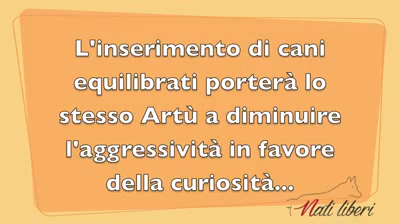 L'inserimento di cani
equilibrati porterà lo
stesso Artù a diminuire
l'aggressività in favore
della curiosità...
Nati liberi